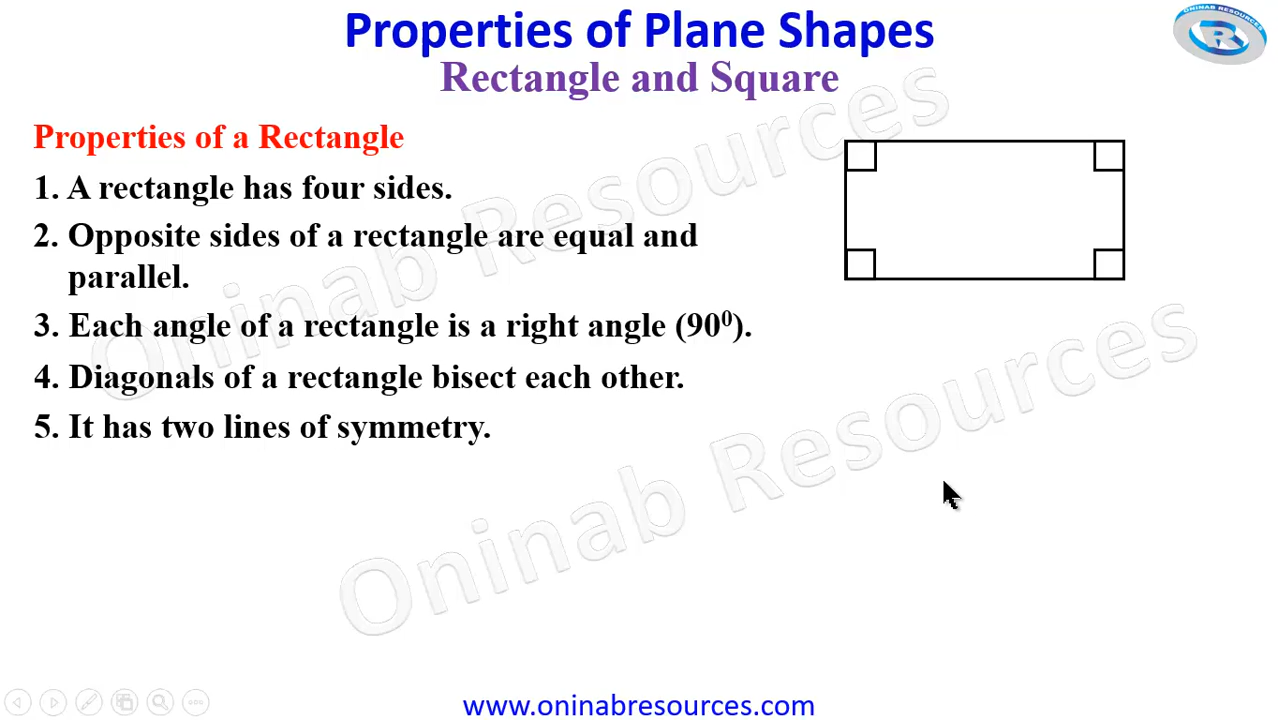 Properties of Plane Shapes
ONINAB RESOURCES
R
Rectangle and Square
Properties of a Rectangle
1. A rectangle has four sides.
2. Opposite sides of a rectangle are equal and
parallel.
3. Each angle of a rectangle is a right angle (90⁰).
4. Diagonals of a rectangle bisect each other.
5. It has two lines of symmetry.
Oninab Resources
Oninab Resources
www.oninabresources.com